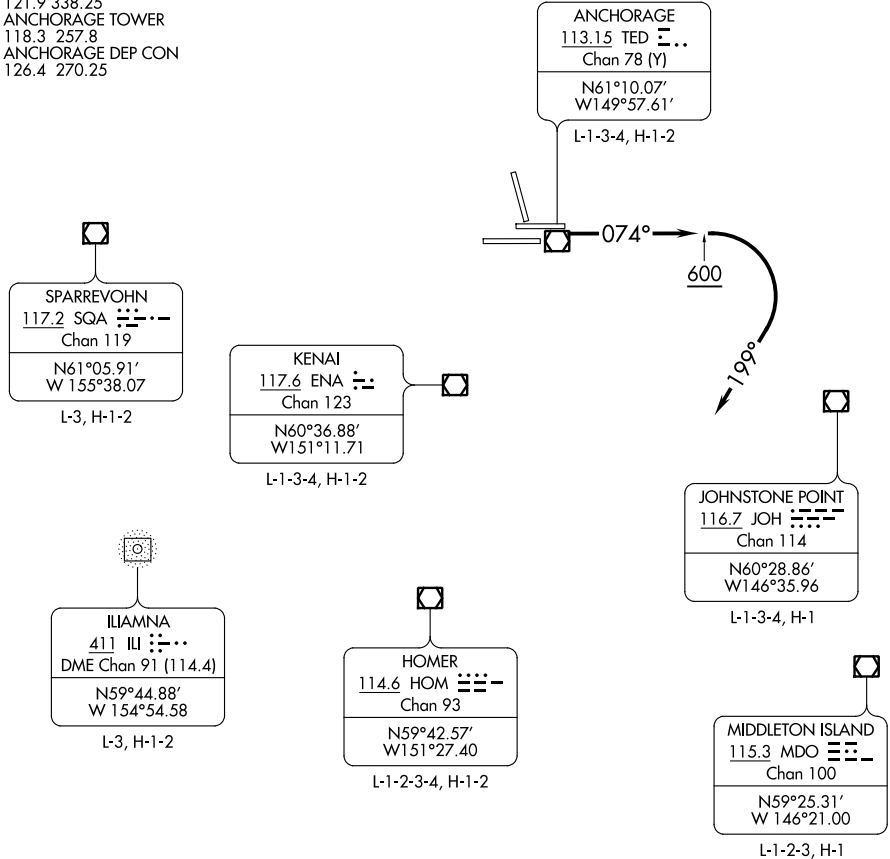 121.9 338.25
ANCHORAGE TOWER
118.3 257.8
ANCHORAGE DEP CON
126.4 270.25
ANCHORAGE
113.15 TED
Chan 78 (Y)
N61°10.07'
W149°57.61'
L-1-3-4, H-1-2
074°
600
199°
SPARREVOHN
117.2 SQA
Chan 119
N61°05.91'
W 155°38.07
L-3, H-1-2
KENAI
117.6 ENA
Chan 123
N60°36.88'
W151°11.71
L-1-3-4, H-1-2
JOHNSTONE POINT
116.7 JOH
Chan 114
N60°28.86'
W146°35.96
L-1-3-4, H-1
ILIAMNA
411 ILI
DME Chan 91 (114.4)
N59°44.88'
W 154°54.58
L-3, H-1-2
HOMER
114.6 HOM
Chan 93
N59°42.57'
W151°27.40
L-1-2-3-4, H-1-2
MIDDLETON ISLAND
115.3 MDO
Chan 100
N59°25.31'
W 146°21.00
L-1-2-3, H-1